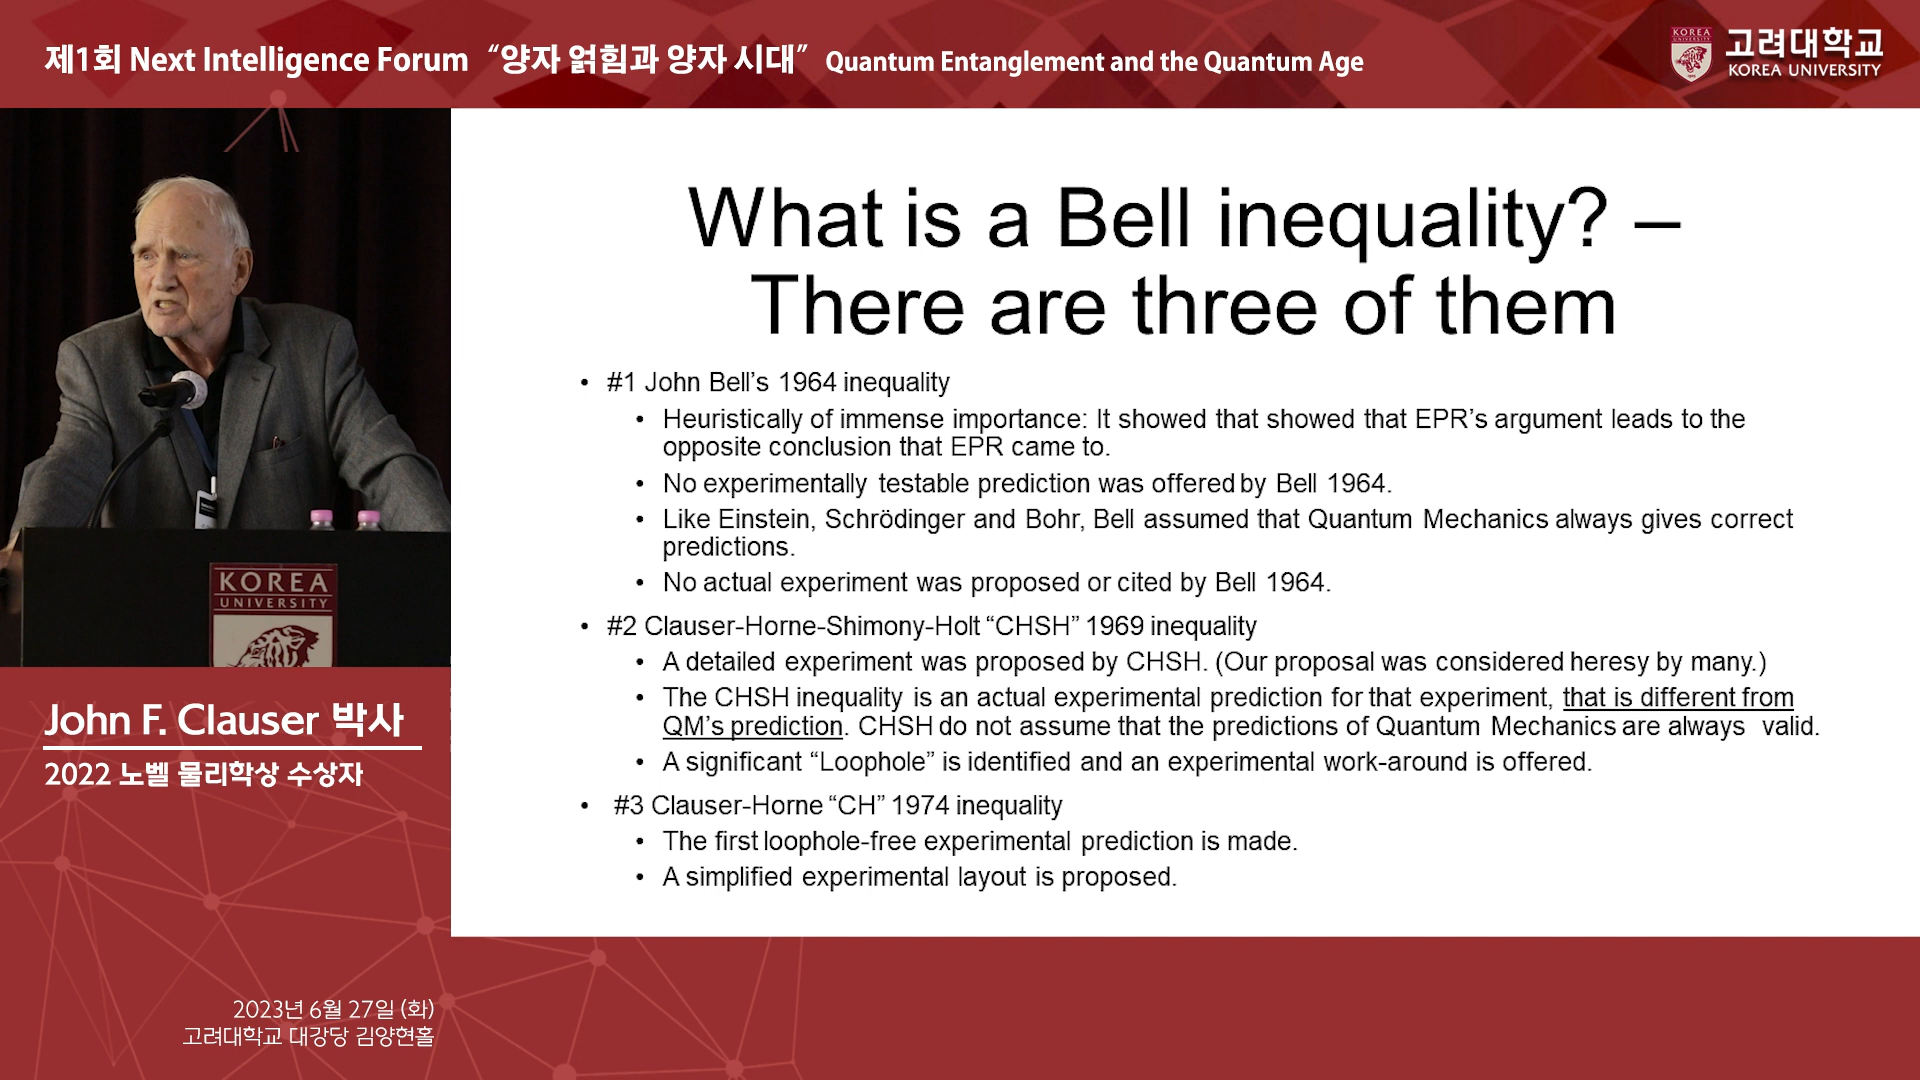 제1회 Next Intelligence Forum “양자 얽힘과 양자 시대” Quantum Entanglement and the Quantum Age
KOREA
UNIVERSITY
고려대학교
KOREA UNIVERSITY
What is a Bell inequality? –
There are three of them
• #1 John Bell’s 1964 inequality
• Heuristically of immense importance: It showed that showed that EPR’s argument leads to the
opposite conclusion that EPR came to.
• No experimentally testable prediction was offered by Bell 1964.
• Like Einstein, Schrödinger and Bohr, Bell assumed that Quantum Mechanics always gives correct
predictions.
• No actual experiment was proposed or cited by Bell 1964.
• #2 Clauser-Horne-Shimony-Holt “CHSH” 1969 inequality
• A detailed experiment was proposed by CHSH. (Our proposal was considered heresy by many.)
• The CHSH inequality is an actual experimental prediction for that experiment, that is different from
QM’s prediction. CHSH do not assume that the predictions of Quantum Mechanics are always valid.
• A significant “Loophole” is identified and an experimental work-around is offered.
• #3 Clauser-Horne “CH” 1974 inequality
• The first loophole-free experimental prediction is made.
• A simplified experimental layout is proposed.
KOREA
UNIVERSITY
John F. Clauser 박사
2022 노벨 물리학상 수상자
2023년 6월 27일 (화)
고려대학교 대강당 김양현홀